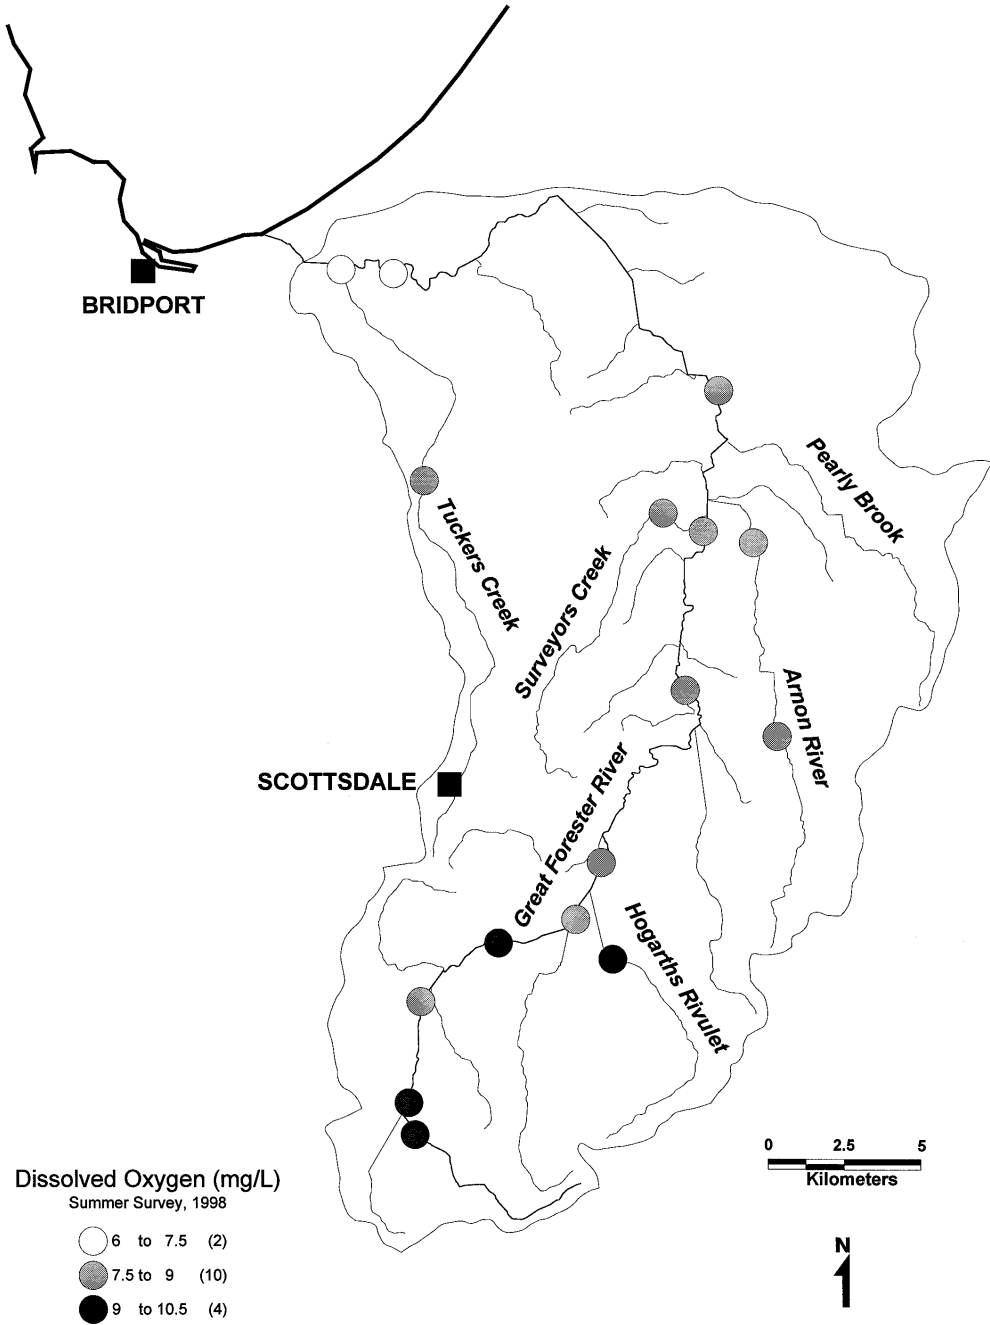 BRIDPORT
Pearly Brook
Tuckers Creek
Surveyors Creek
Arnon River
SCOTTSDALE
Great Forester River
Hogarths Rivulet
0 2.5 5
Kilometers
Dissolved Oxygen (mg/L)
Summer Survey, 1998
6 to 7.5 (2)
7.5 to 9 (10)
9 to 10.5 (4)
N